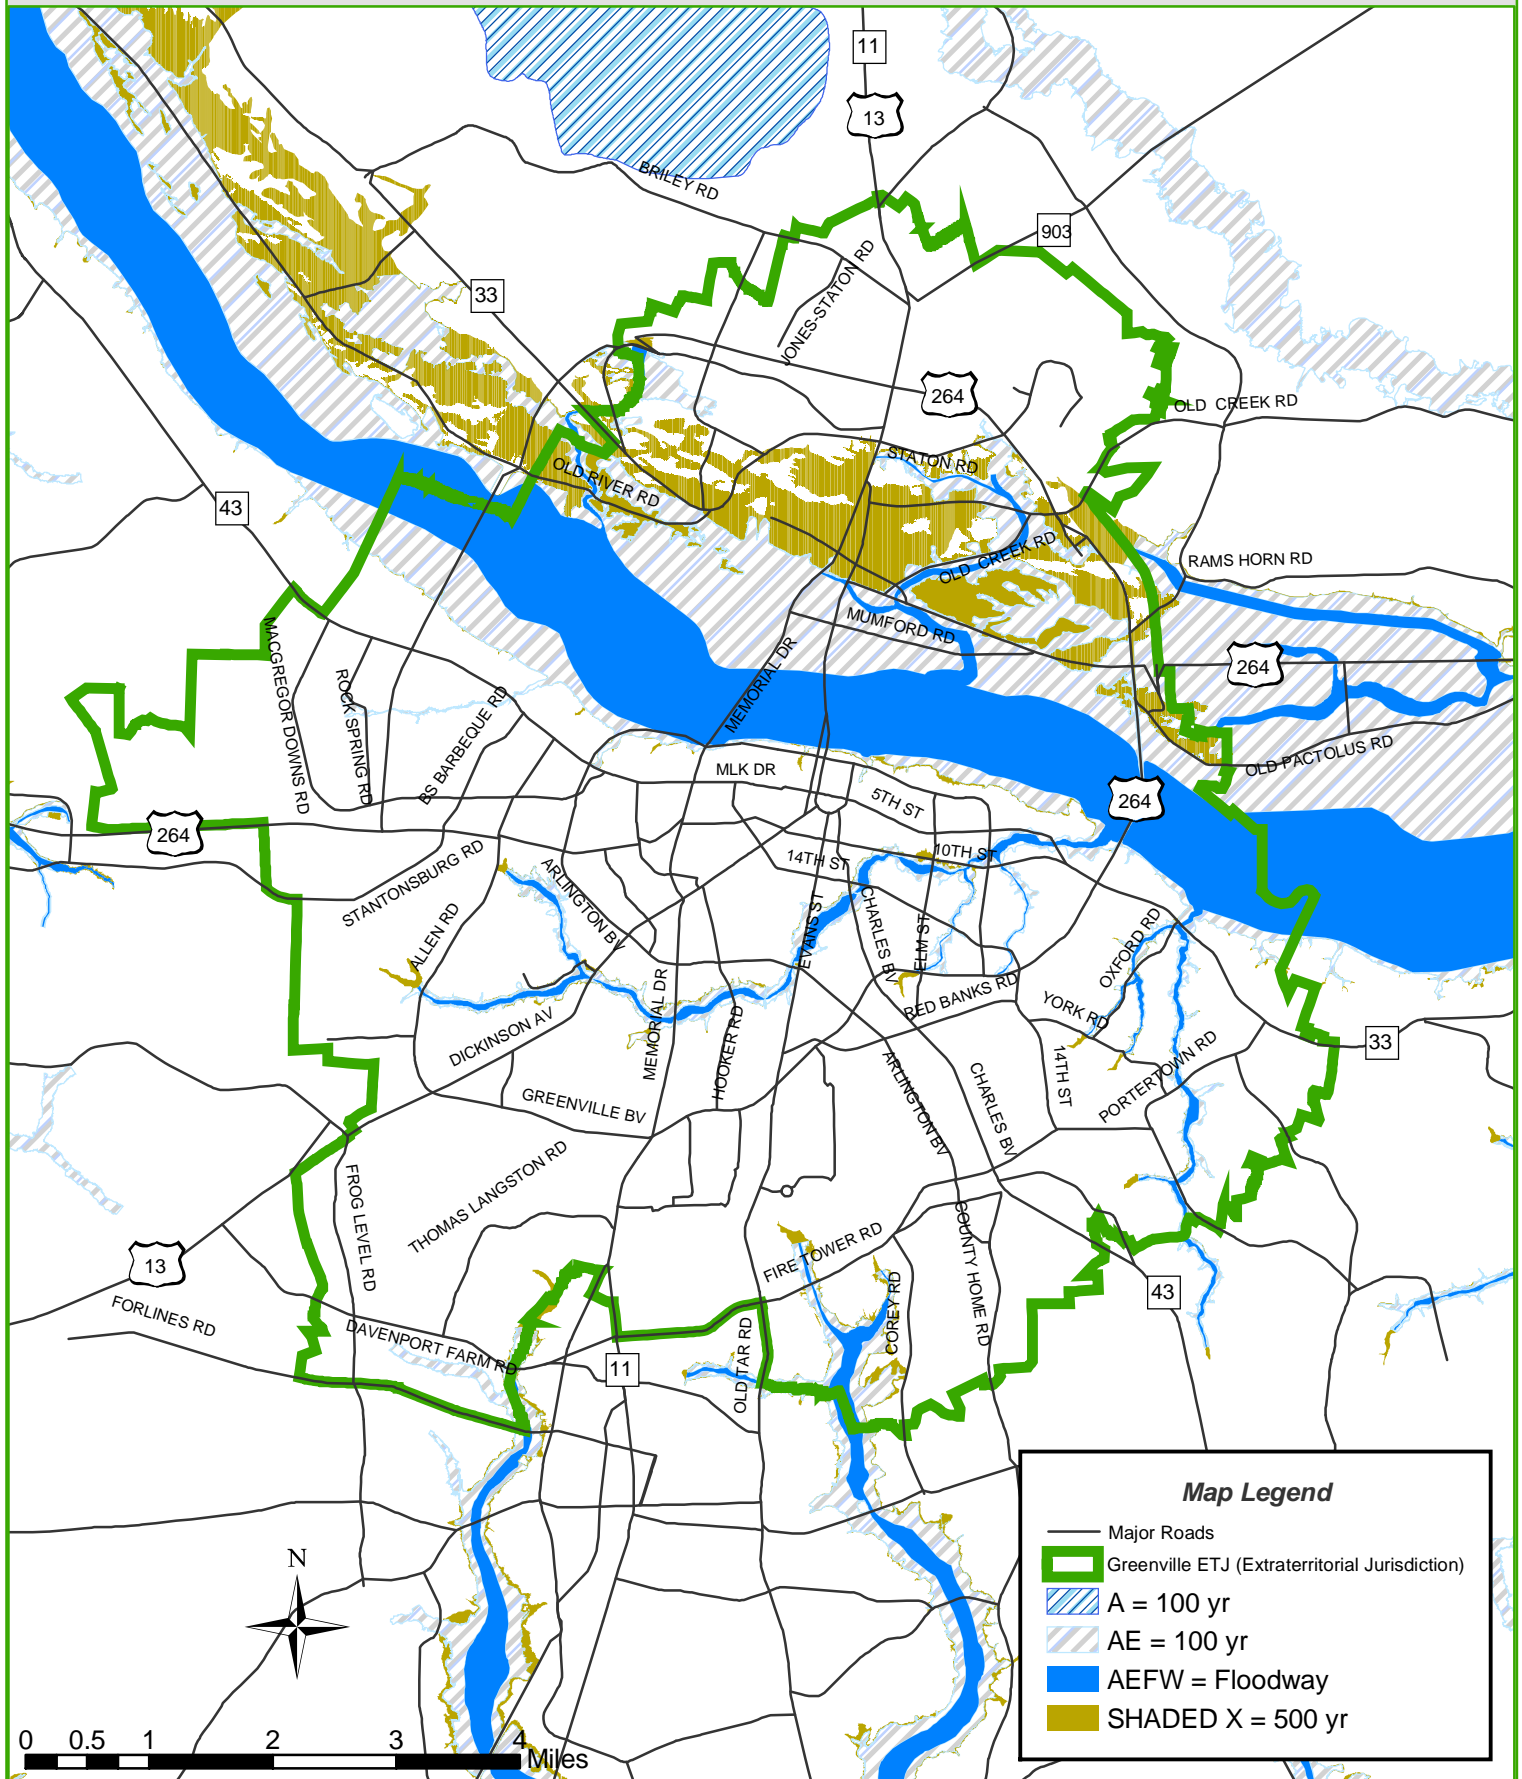 11
13
BRILEY RD
903
JONES-STATON RD
33
264
OLD CREEK RD
STATON RD
OLD RIVER RD
43
OLD CREEK RD
RAMS HORN RD
MUMFORD RD
MACGREGOR DOWNS RD
ROCK SPRING RD
BS BARBEQUE RD
MEMORIAL DR
264
OLD PACTOLUS RD
MLK DR
5TH ST
264
264
STANTONSBURG RD
ARLINGTON BV
14TH ST
10TH ST
ALLEN RD
EVANS ST
CHARLES BV
ELM ST
OXFORD RD
RED BANKS RD
YORK RD
DICKINSON AV
MEMORIAL DR
HOOKER RD
33
GREENVILLE BV
ARLINGTON BV
CHARLES BV
14TH ST
PORTERTOWN RD
THOMAS LANGSTON RD
FROG LEVEL RD
13
FIRE TOWER RD
COUNTY HOME RD
COREY RD
43
FORLINES RD
DAVENPORT FARM RD
11
OLD TAR RD
Map Legend
Major Roads
Greenville ETJ (Extraterritorial Jurisdiction)
A = 100 yr
AE = 100 yr
AEFW = Floodway
SHADED X = 500 yr
N
0 0.5 1 2 3 4
Miles